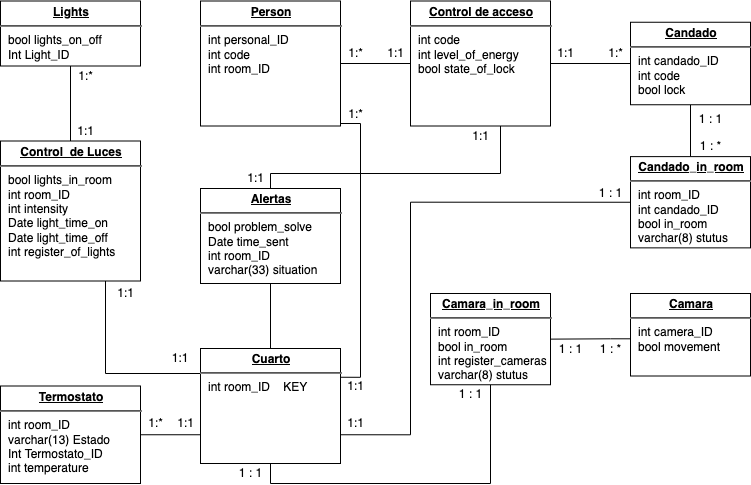 Lights
bool lights_on_off
Int Light_ID
1:*
1:1
Person
int personal_ID
int code
int room_ID
1:*
1:1
1:*
Control de acceso
int code
int level_of_energy
bool state_of_lock
1:1
1:*
1:1
Candado
int candado_ID
int code
bool lock
1 : 1
1 : *
Control_de Luces
bool lights_in_room
int room_ID
int intensity
Date light_time_on
Date light_time_off
int register_of_lights
1:1
1:1
1:1
Alertas
bool problem_solve
Date time_sent
int room_ID
varchar(33) situation
Candado_in_room
int room_ID
int candado_ID
bool in_room
varchar(8) stutus
1 : 1
Camara_in_room
int room_ID
bool in_room
int register_cameras
varchar(8) stutus
1 : 1
1 : *
1 : 1
Camara
int camera_ID
bool movement
Cuarto
int room_ID KEY
1:1
1:1
1 : 1
Termostato
int room_ID
varchar(13) Estado
Int Termostato_ID
int temperature
1:*
1:1